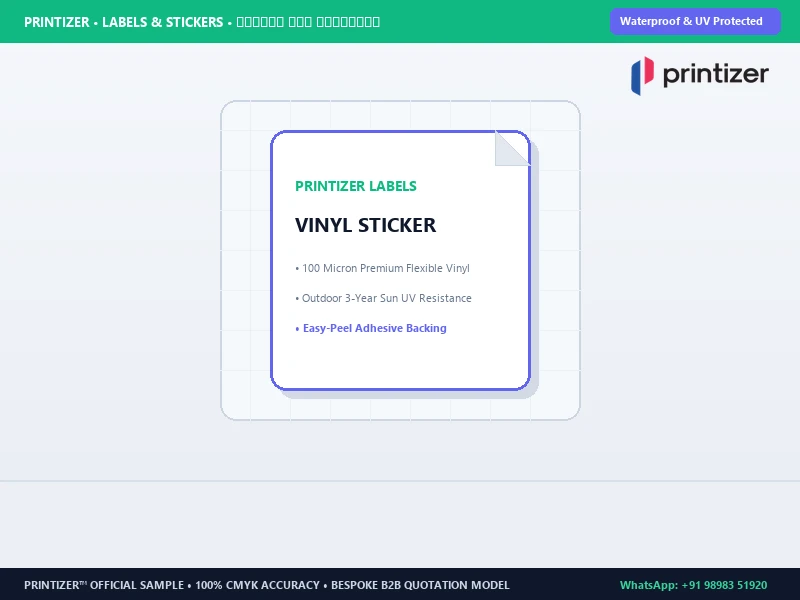 PRINTIZER • LABELS & STICKERS •
Waterproof & UV Protected
printizer
PRINTIZER LABELS
VINYL STICKER
• 100 Micron Premium Flexible Vinyl
• Outdoor 3-Year Sun UV Resistance
• Easy-Peel Adhesive Backing
PRINTIZER™ OFFICIAL SAMPLE • 100% CMYK ACCURACY • BESPOKE B2B QUOTATION MODEL
WhatsApp: +91 98983 51920